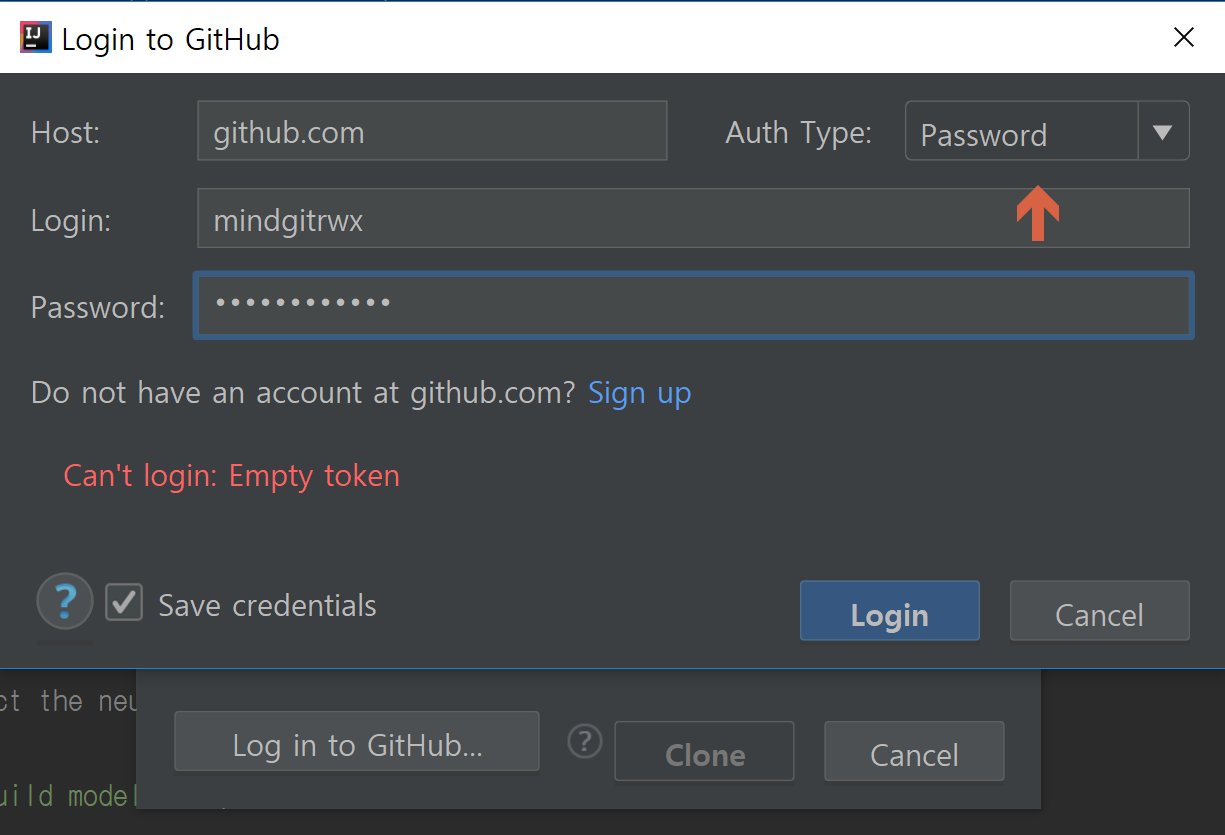 IJ Login to GitHub
Host: github.com Auth Type: Password
Login: mindgitrwx
Password: ••••••••••••
Do not have an account at github.com? Sign up
Can't login: Empty token
? Save credentials Login Cancel
ct the neu
Log in to GitHub... ? Clone Cancel
uild model